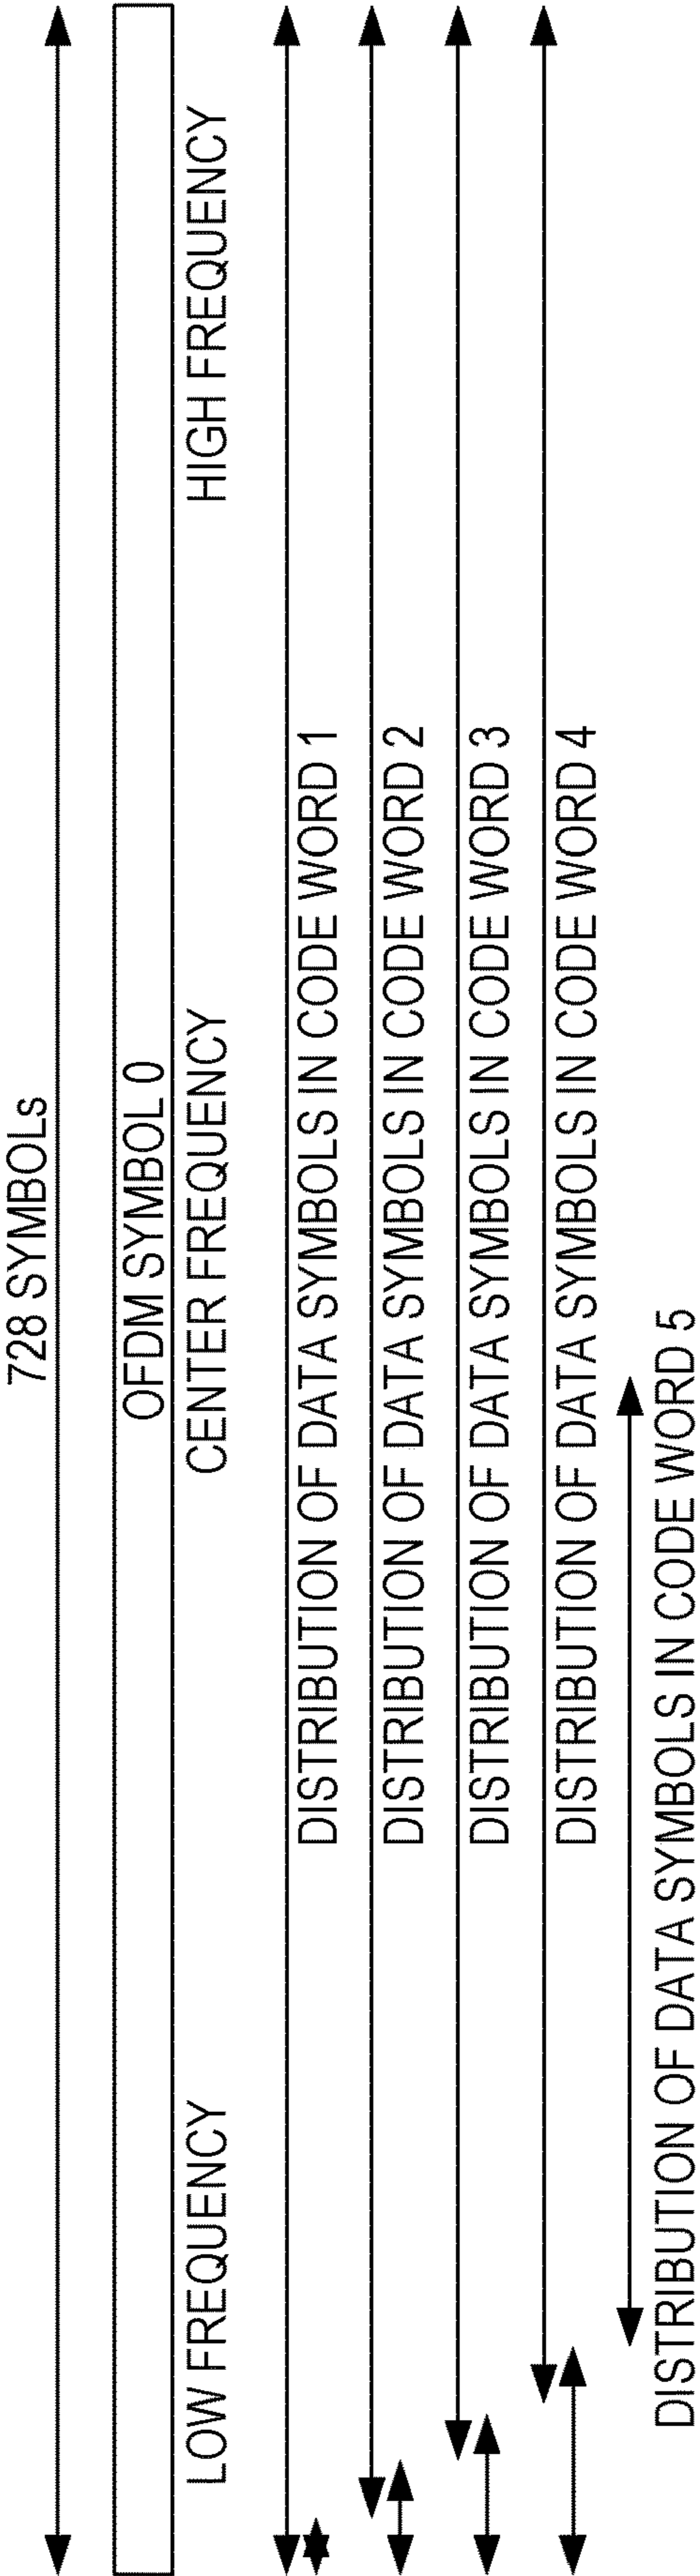 728 SYMBOLs
OFDM SYMBOL 0
LOW FREQUENCY
CENTER FREQUENCY
HIGH FREQUENCY
DISTRIBUTION OF DATA SYMBOLS IN CODE WORD 1
DISTRIBUTION OF DATA SYMBOLS IN CODE WORD 2
DISTRIBUTION OF DATA SYMBOLS IN CODE WORD 3
DISTRIBUTION OF DATA SYMBOLS IN CODE WORD 4
DISTRIBUTION OF DATA SYMBOLS IN CODE WORD 5